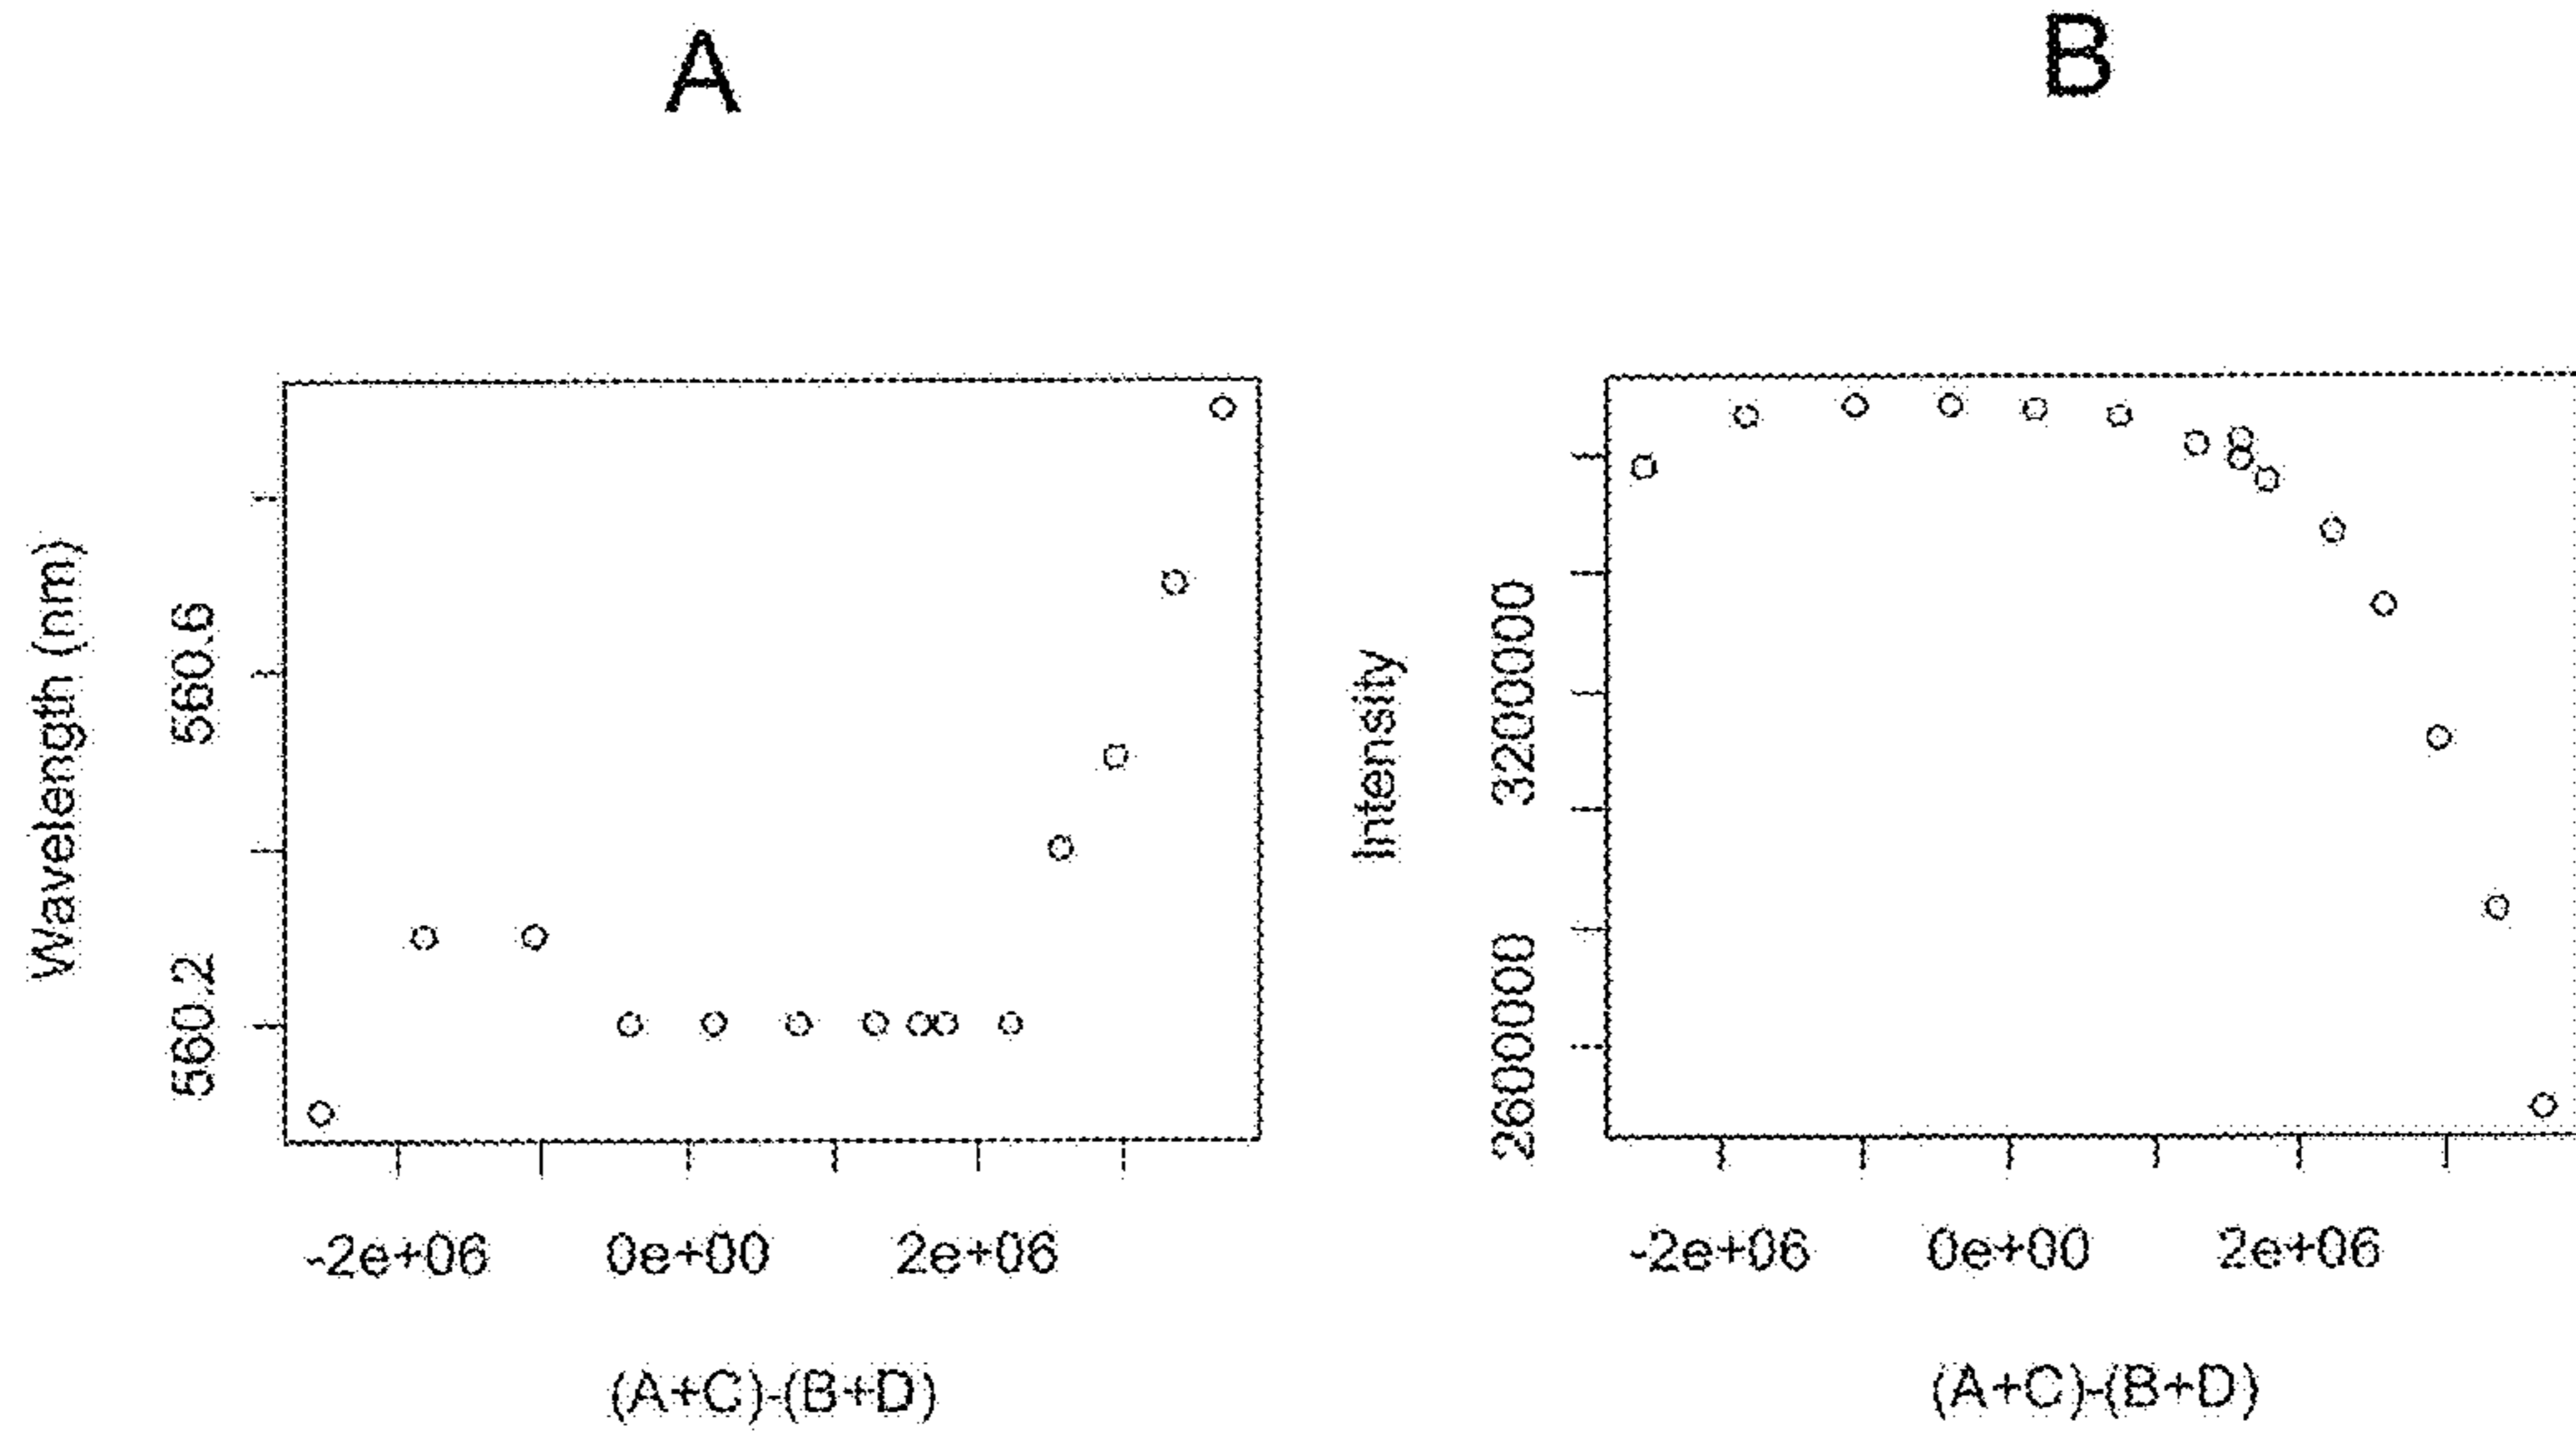 A
B
Wavelength (nm)
560.6
560.2
-2e+06 0e+00 2e+06
(A+C)-(B+D)
Intensity
3200000
2600000
-2e+06 0e+00 2e+06
(A+C)-(B+D)